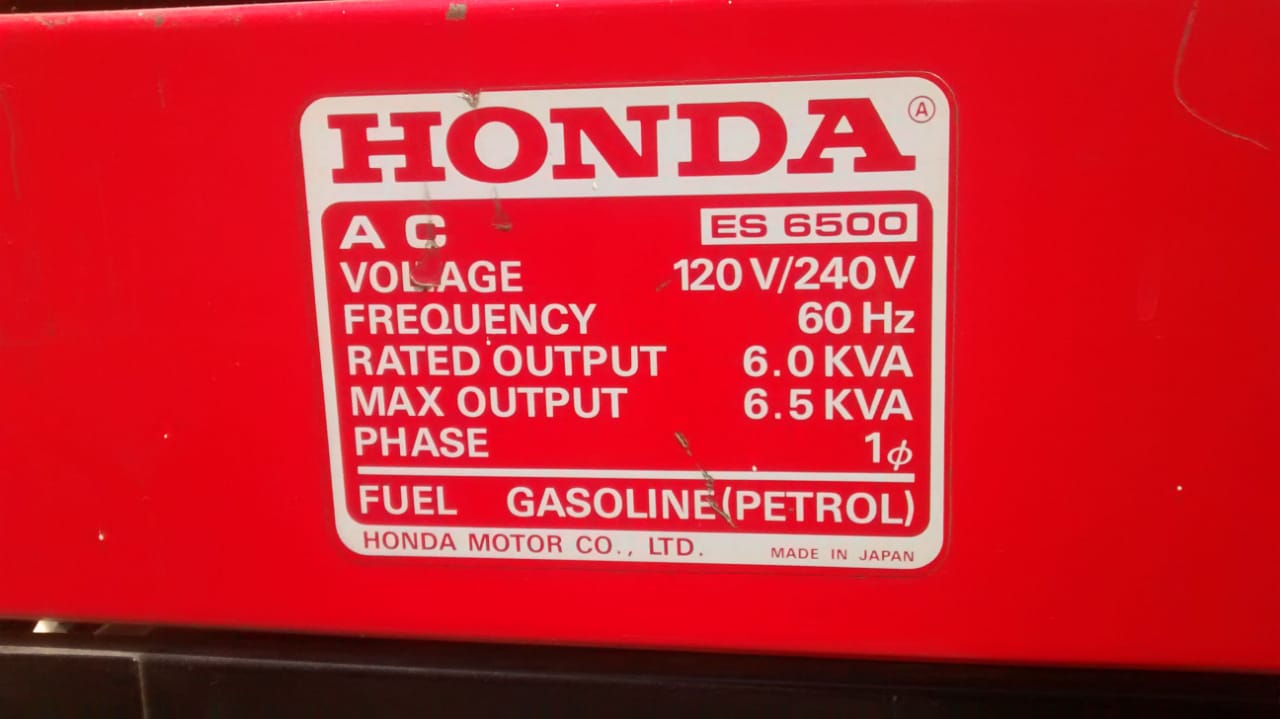 HONDA Ⓐ
AC ES 6500
VOLTAGE 120 V/240 V
FREQUENCY 60 Hz
RATED OUTPUT 6.0 KVA
MAX OUTPUT 6.5 KVA
PHASE 1ϕ
FUEL GASOLINE (PETROL)
HONDA MOTOR CO., LTD. MADE IN JAPAN